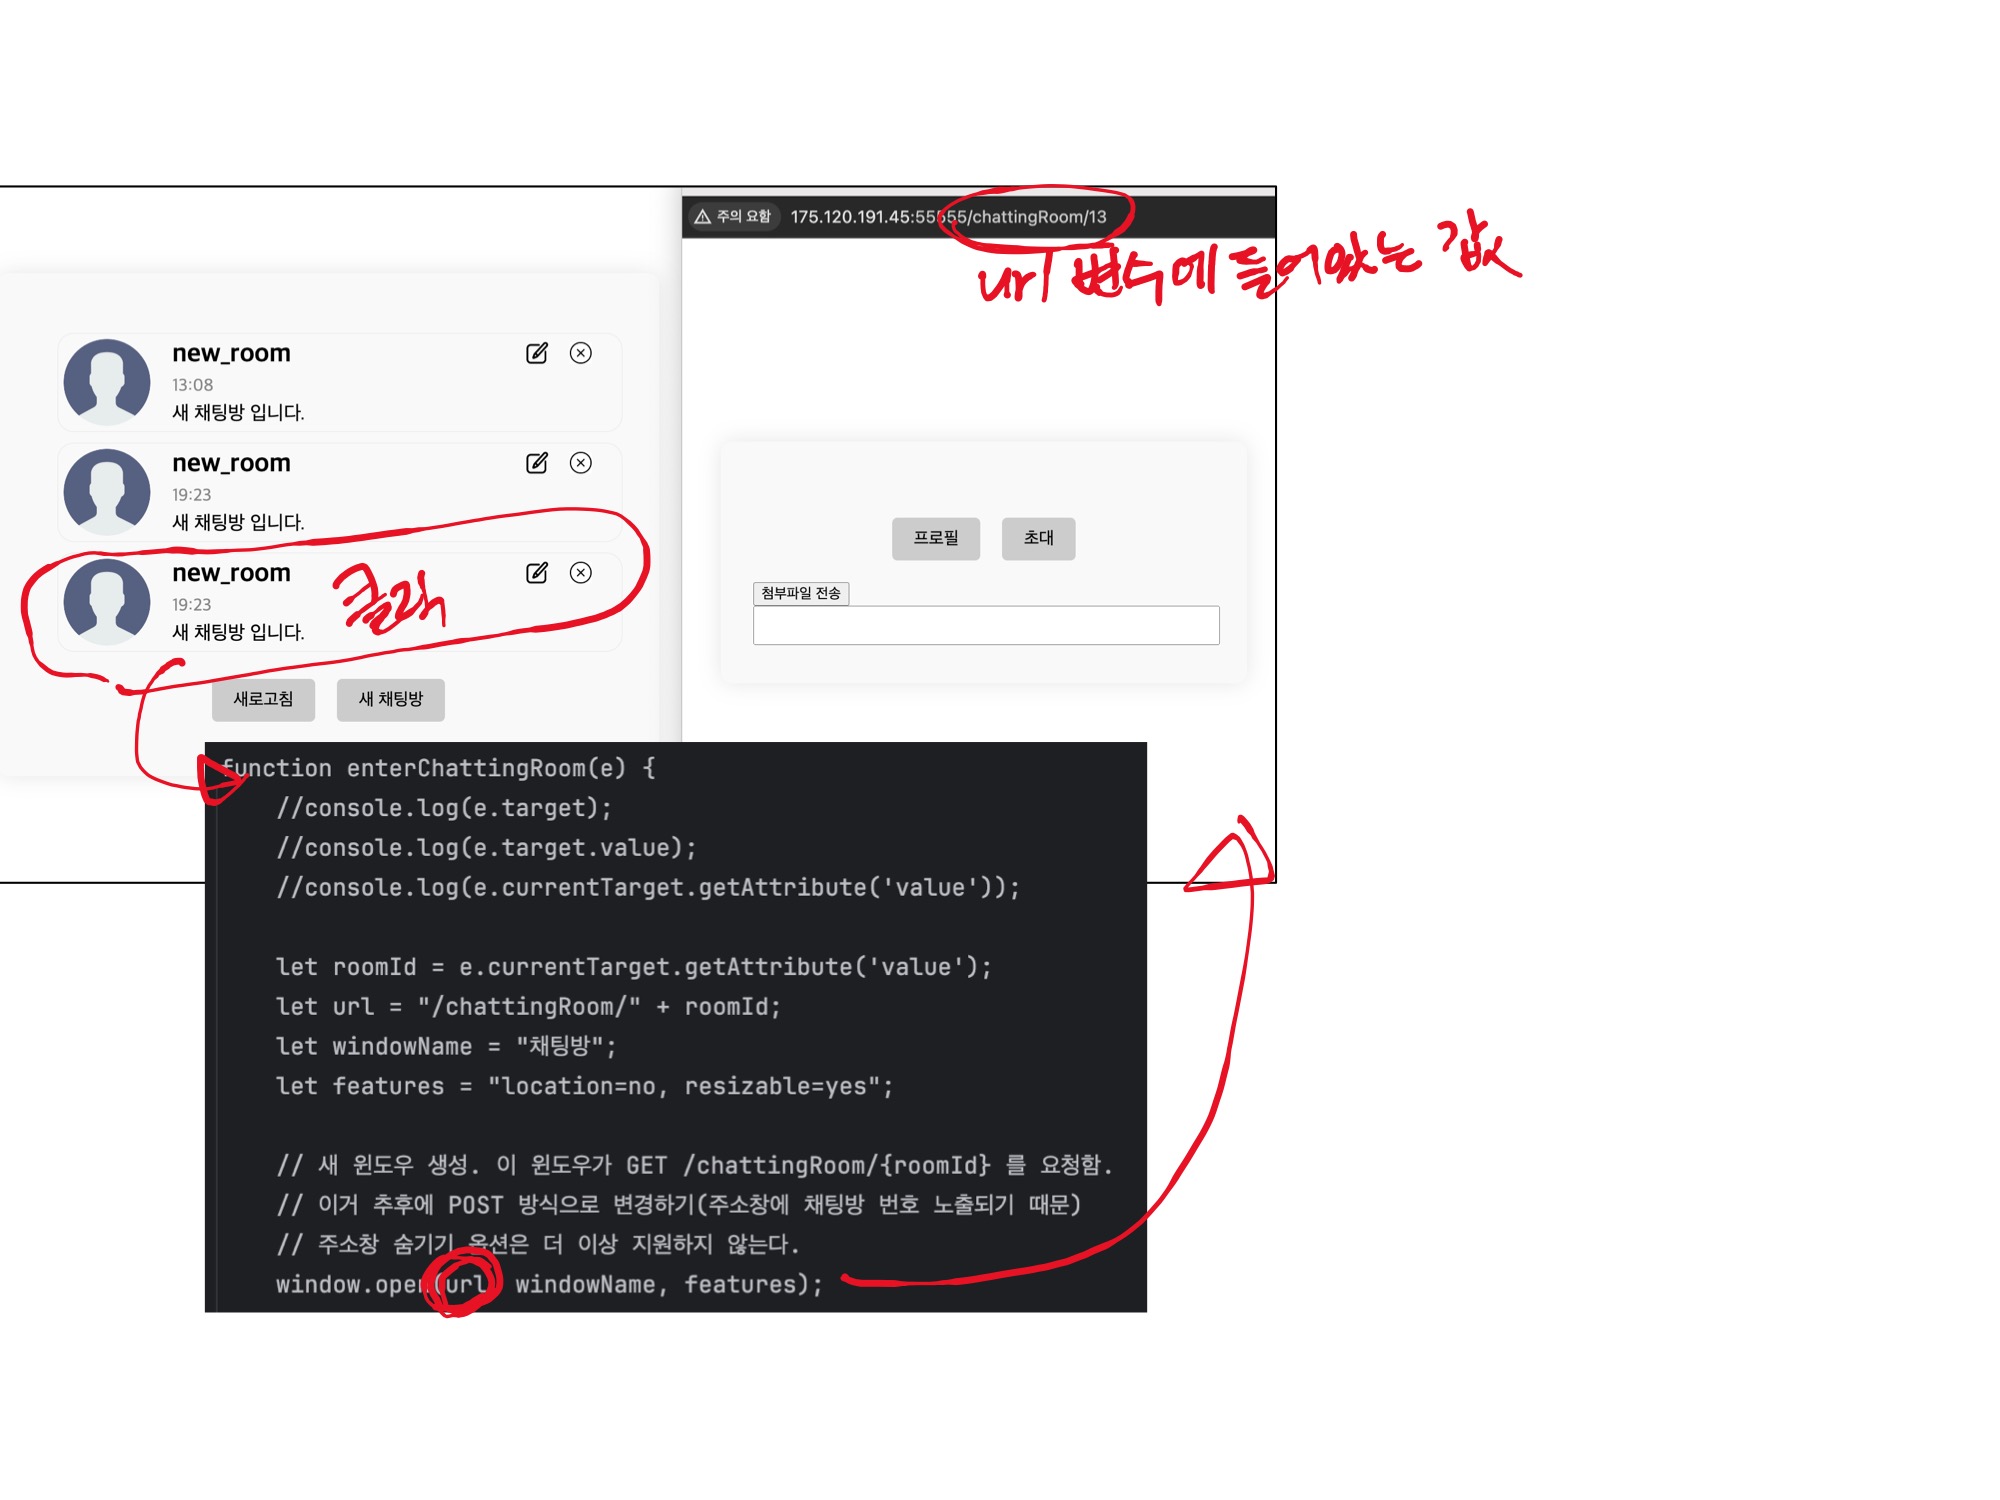 주의 요함 175.120.191.45:55555/chattingRoom/13
url 변수에 들어있는 값
new_room
13:08
새 채팅방 입니다.
new_room
19:23
새 채팅방 입니다.
new_room
19:23
새 채팅방 입니다.
클릭
새로고침 새 채팅방
프로필 초대
첨부파일 전송
function enterChattingRoom(e) {
//console.log(e.target);
//console.log(e.target.value);
//console.log(e.currentTarget.getAttribute('value'));
let roomId = e.currentTarget.getAttribute('value');
let url = "/chattingRoom/" + roomId;
let windowName = "채팅방";
let features = "location=no, resizable=yes";
// 새 윈도우 생성. 이 윈도우가 GET /chattingRoom/{roomId} 를 요청함.
// 이거 추후에 POST 방식으로 변경하기(주소창에 채팅방 번호 노출되기 때문)
// 주소창 숨기기 옵션은 더 이상 지원하지 않는다.
window.open(url, windowName, features);